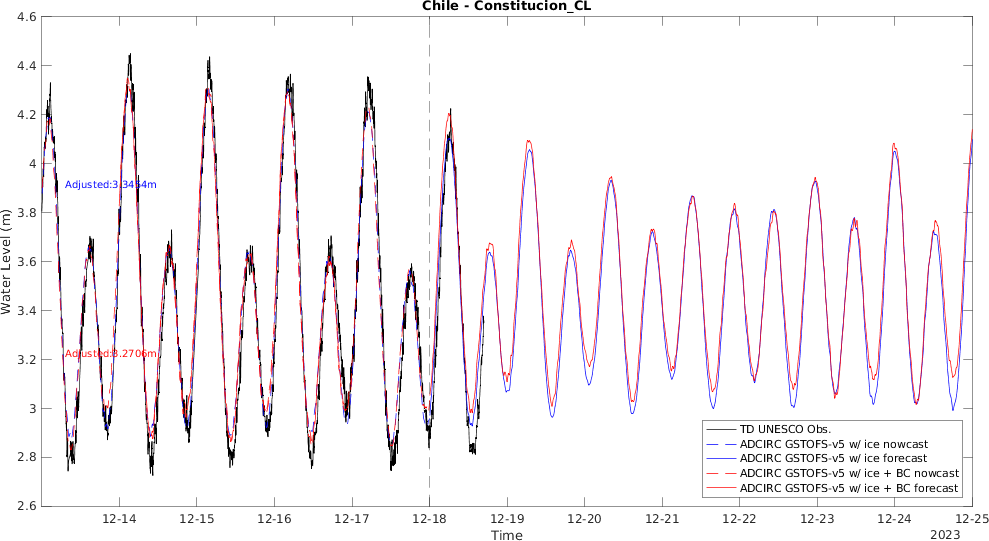 Chile - Constitucion_CL
4.6
4.4
4.2
4
3.8
3.6
3.4
3.2
3
2.8
2.6
Water Level (m)
Adjusted:3.3454m
Adjusted:3.2706m
TD UNESCO Obs.
ADCIRC GSTOFS-v5 w/ ice nowcast
ADCIRC GSTOFS-v5 w/ ice forecast
ADCIRC GSTOFS-v5 w/ ice + BC nowcast
ADCIRC GSTOFS-v5 w/ ice + BC forecast
12-14 12-15 12-16 12-17 12-18 12-19 12-20 12-21 12-22 12-23 12-24 12-25
Time
2023